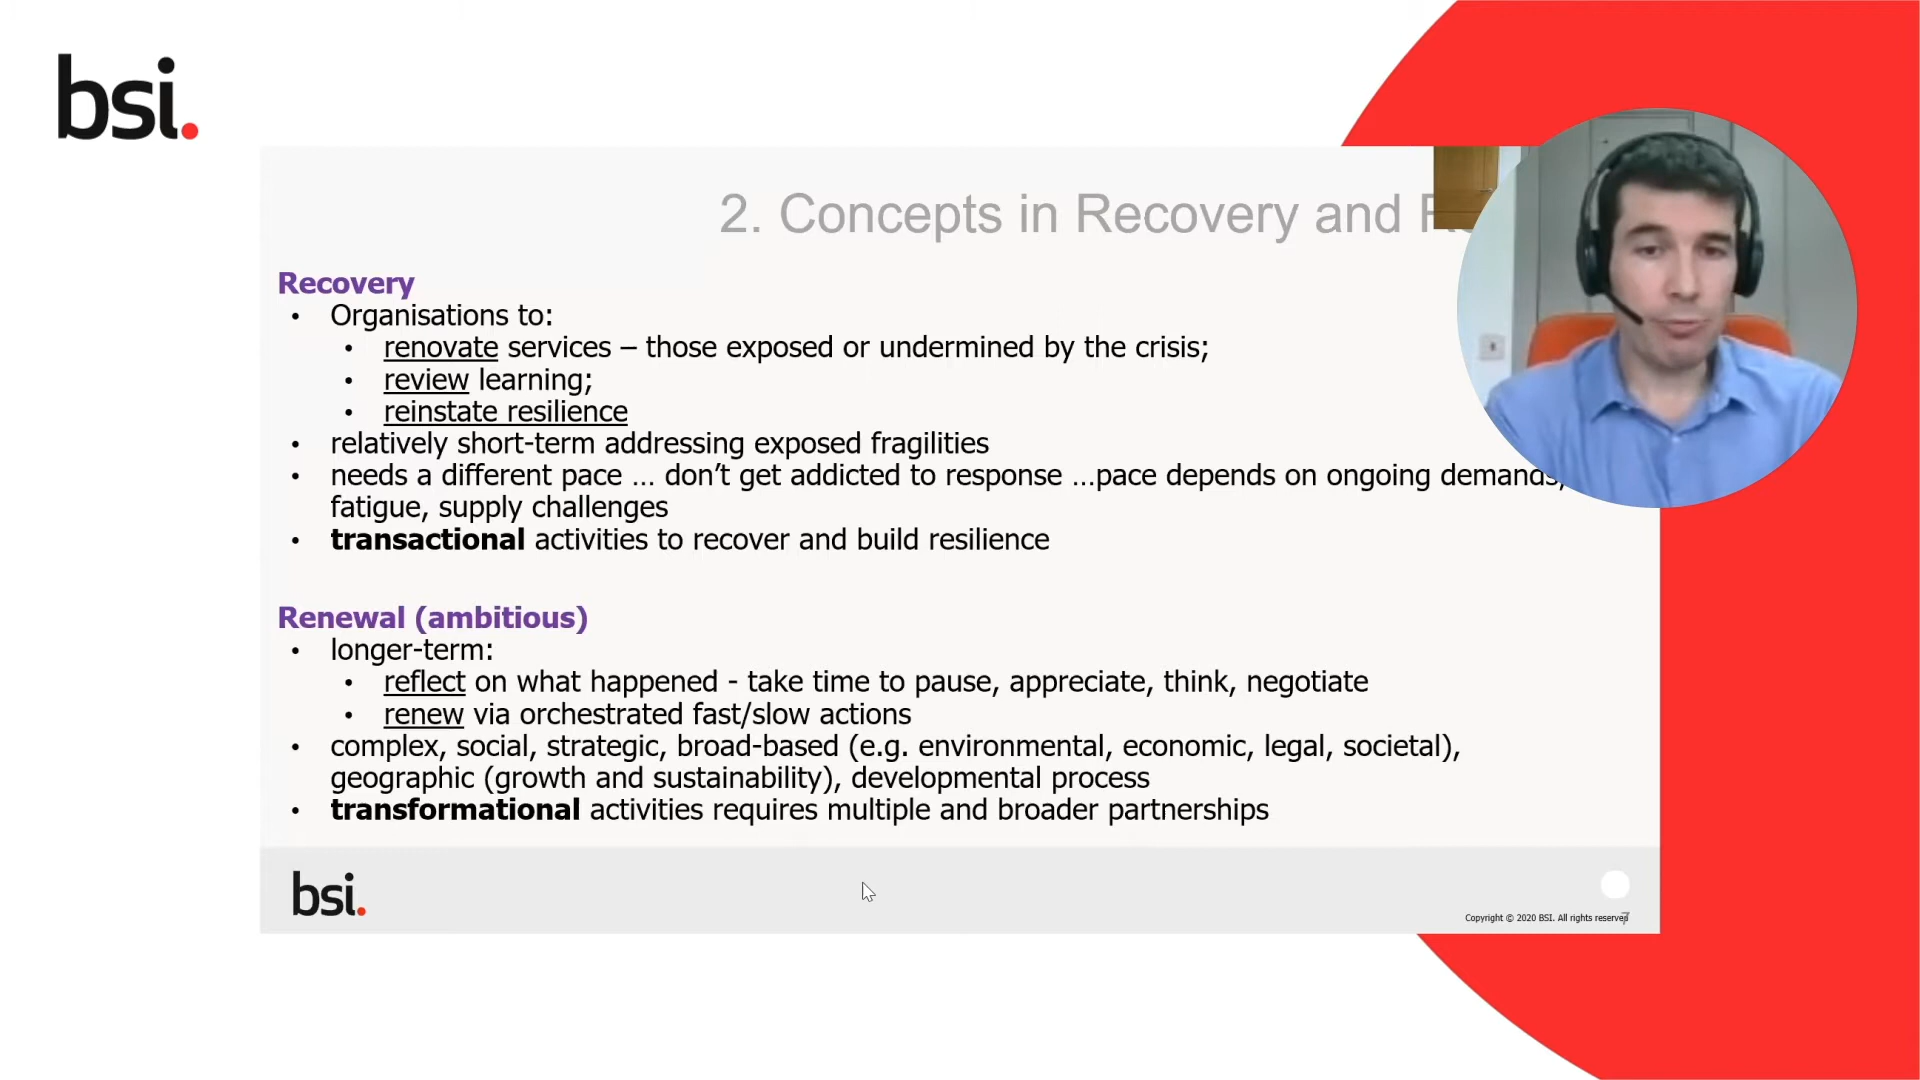 bsi.
2. Concepts in Recovery and
Recovery
• Organisations to:
• renovate services – those exposed or undermined by the crisis;
• review learning;
• reinstate resilience
• relatively short-term addressing exposed fragilities
• needs a different pace ... don’t get addicted to response ...pace depends on ongoing demands,
fatigue, supply challenges
• transactional activities to recover and build resilience
Renewal (ambitious)
• longer-term:
• reflect on what happened - take time to pause, appreciate, think, negotiate
• renew via orchestrated fast/slow actions
• complex, social, strategic, broad-based (e.g. environmental, economic, legal, societal),
geographic (growth and sustainability), developmental process
• transformational activities requires multiple and broader partnerships
bsi.
Copyright © 2020 BSI. All rights reserved
7